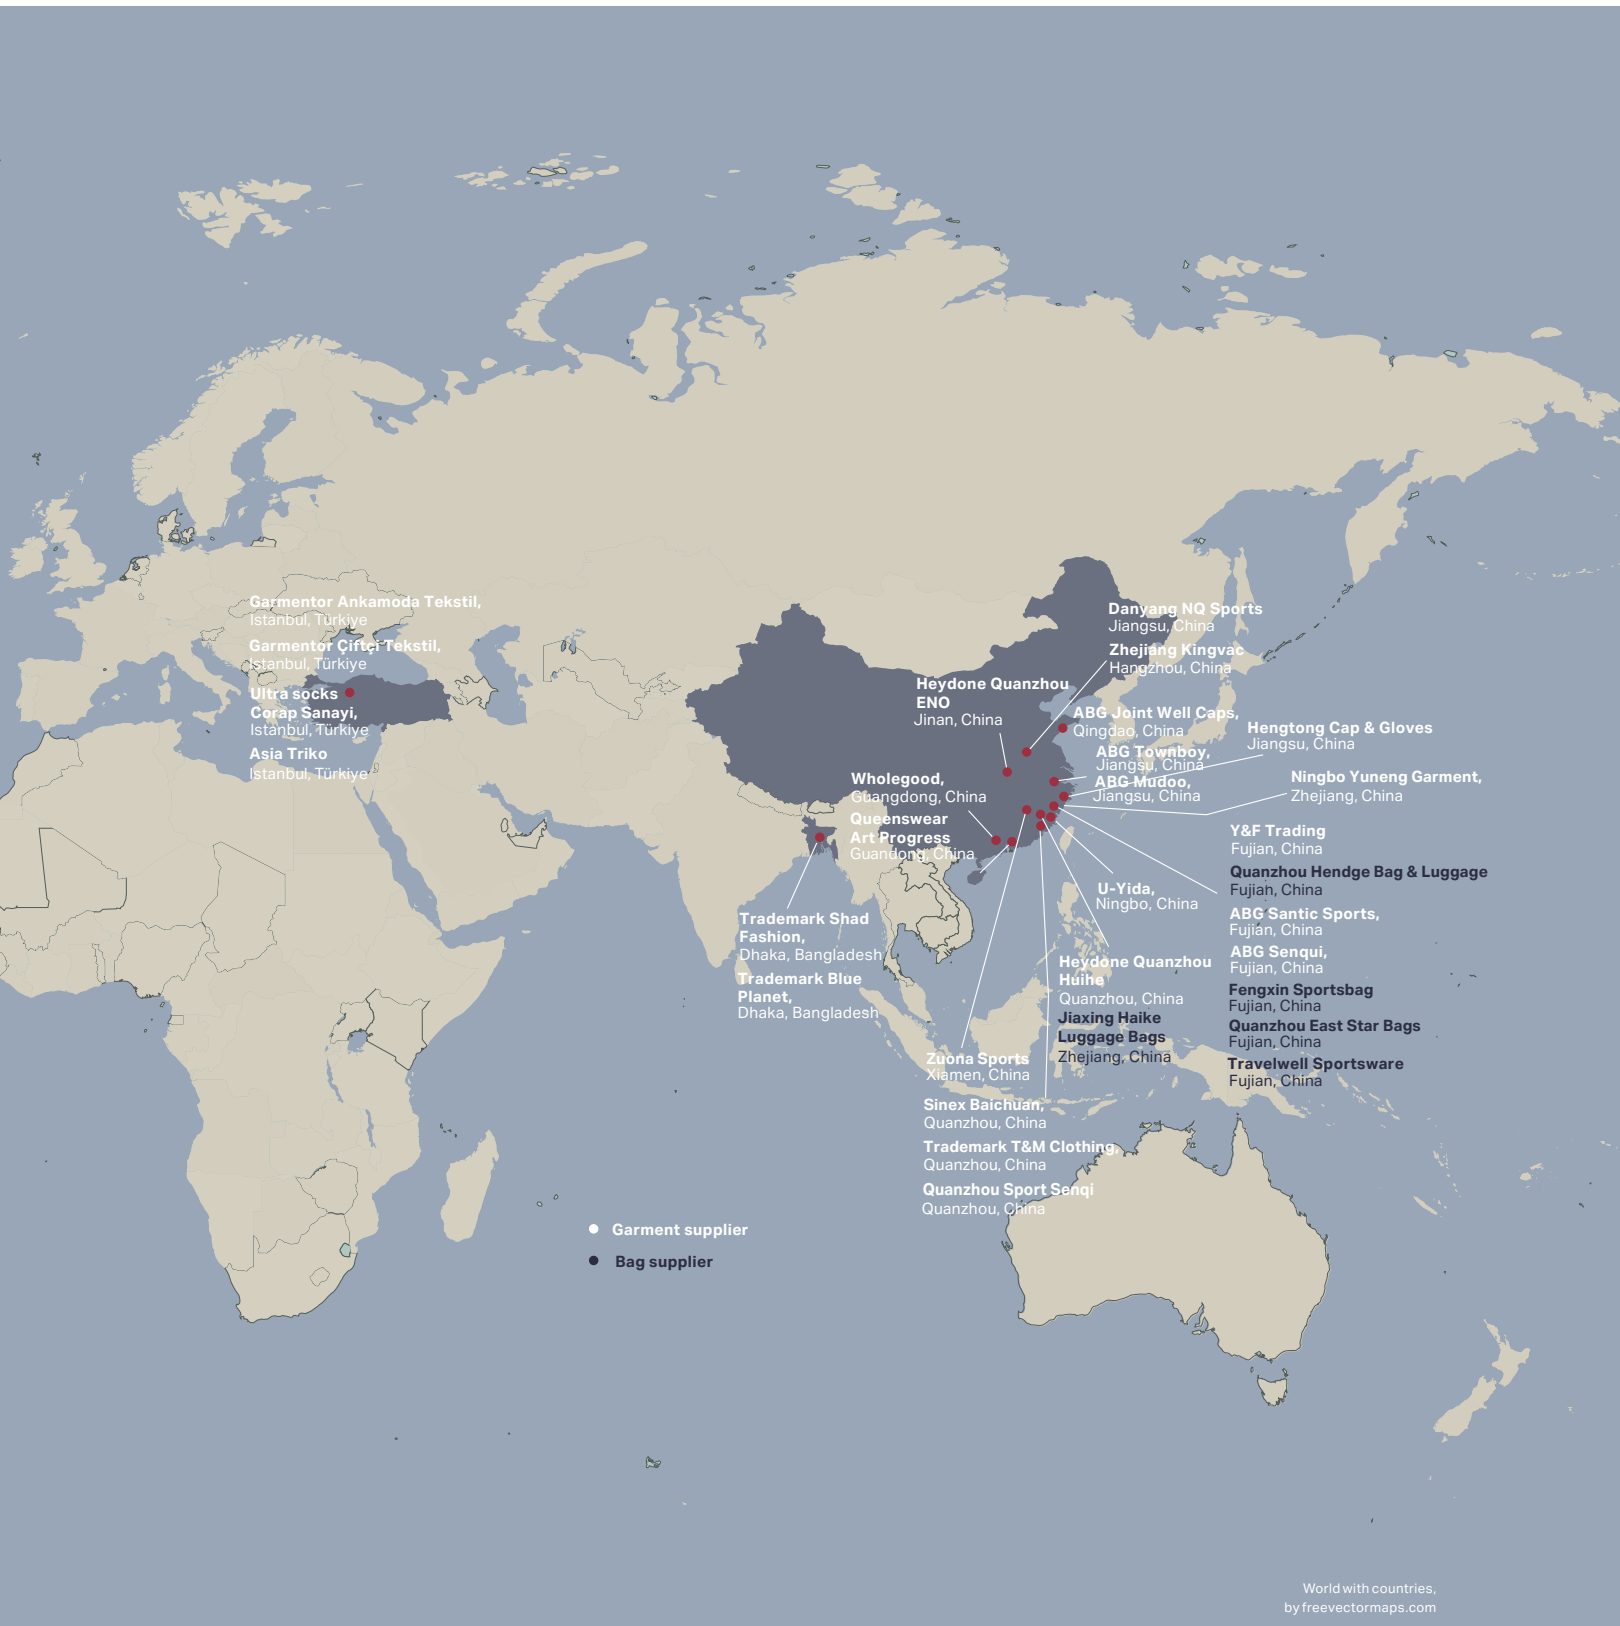 Garmentor Ankamoda Tekstil,
Istanbul, Türkiye
Garmentor Çiftçi Tekstil,
Istanbul, Türkiye
Ultra socks
Corap Sanayi,
Istanbul, Türkiye
Asia Triko
Istanbul, Türkiye
Danyang NQ Sports
Jiangsu, China
Zhejiang Kingvac
Hangzhou, China
Heydone Quanzhou
ENO
Jinan, China
ABG Joint Well Caps,
Qingdao, China
ABG Townboy,
Jiangsu, China
ABG Mudoo,
Jiangsu, China
Hengtong Cap & Gloves
Jiangsu, China
Ningbo Yuneng Garment,
Zhejiang, China
Wholegood,
Guangdong, China
Queenswear
Art Progress
Guandong, China
Trademark Shad
Fashion,
Dhaka, Bangladesh
Trademark Blue
Planet,
Dhaka, Bangladesh
U-Yida,
Ningbo, China
Heydone Quanzhou
Huihe
Quanzhou, China
Jiaxing Haike
Luggage Bags
Zhejiang, China
Y&F Trading
Fujian, China
Quanzhou Hendge Bag & Luggage
Fujian, China
ABG Santic Sports,
Fujian, China
ABG Senqui,
Fujian, China
Fengxin Sportsbag
Fujian, China
Quanzhou East Star Bags
Fujian, China
Travelwell Sportsware
Fujian, China
Zuona Sports
Xiamen, China
Sinex Baichuan,
Quanzhou, China
Trademark T&M Clothing,
Quanzhou, China
Quanzhou Sport Senqi
Quanzhou, China
Garment supplier
Bag supplier
World with countries,
by freevectormaps.com